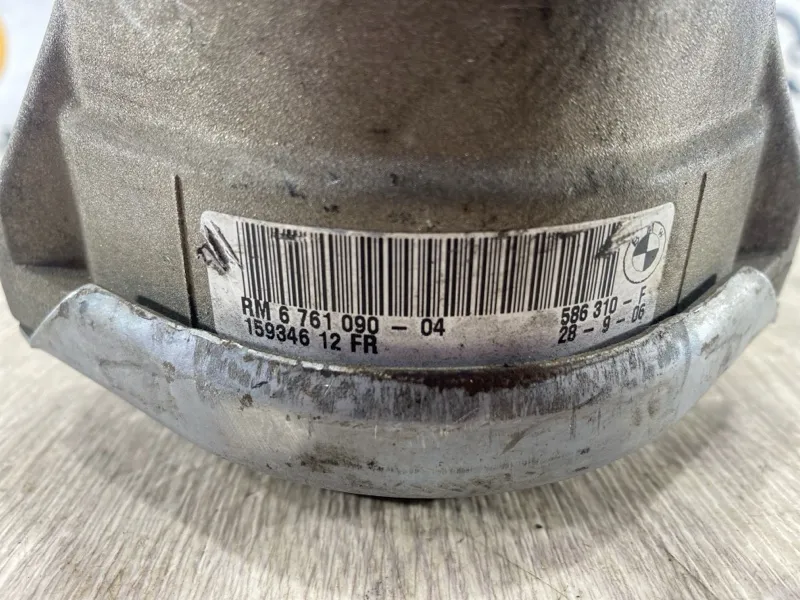 RM 6 761 090 - 04 586 310 - F
159346 12 FR 28 - 9 - 06